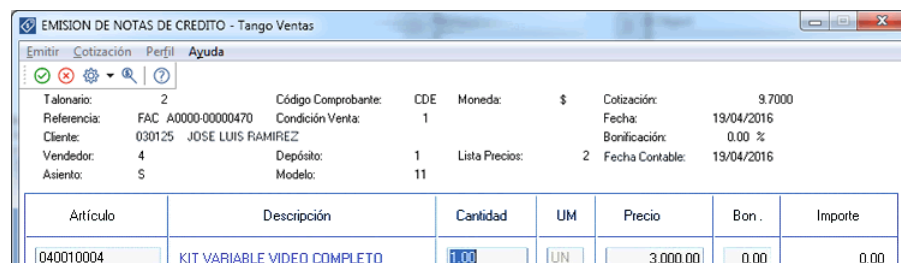 EMISION DE NOTAS DE CREDITO - Tango Ventas
Emitir Cotización Perfil Ayuda
Talonario: 2 Código Comprobante: CDE Moneda: $ Cotización: 9.7000
Referencia: FAC A0000-00000470 Condición Venta: 1 Fecha: 19/04/2016
Cliente: 030125 JOSE LUIS RAMIREZ Bonificación: 0.00 %
Vendedor: 4 Depósito: 1 Lista Precios: 2 Fecha Contable: 19/04/2016
Asiento: S Modelo: 11
Artículo Descripción Cantidad UM Precio Bon. Importe
040010004 KIT VARIABLE VIDEO COMPLETO 1.00 UN 3,000.00 0.00 0.00